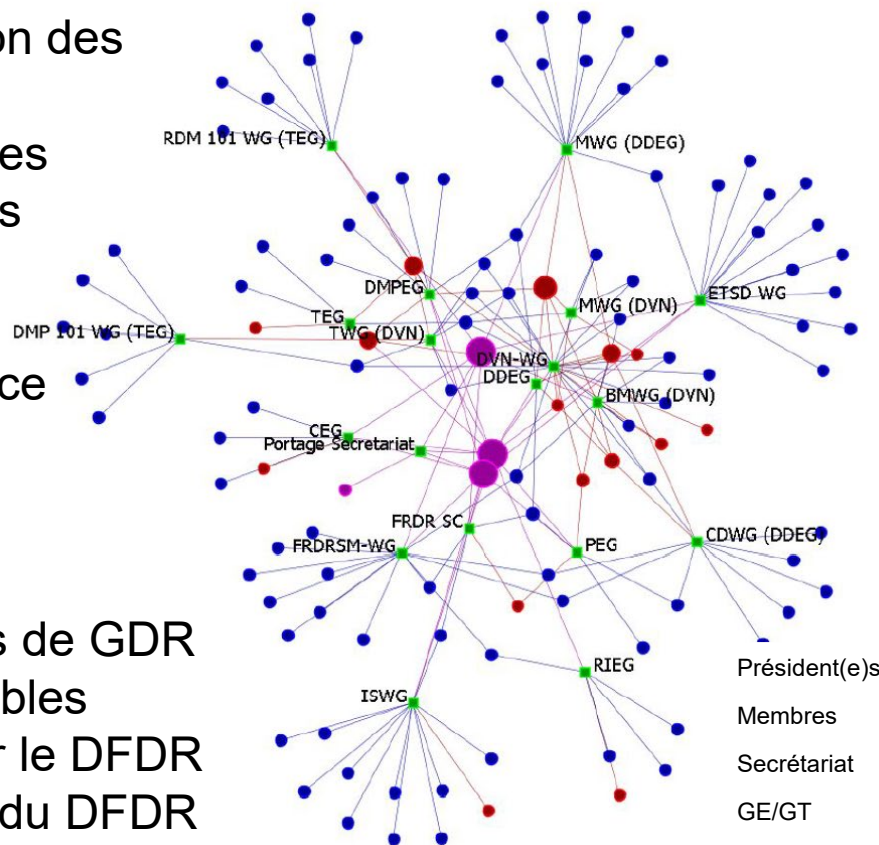 on des
es
s
ce
s de GDR
bles
r le DFDR
du DFDR
RDM 101 WG (TEG)
MWG (DDEG)
DMPEG
ETSD WG
MWG (DVN)
TEG
TWG (DVN)
DMP 101 WG (TEG)
DVN-WG
DDEG
BMWG (DVN)
CEG
Portage Secretariat
FRDR SC
FRDRSM-WG
PEG
CDWG (DDEG)
RIEG
ISWG
Président(e)s
Membres
Secrétariat
GE/GT